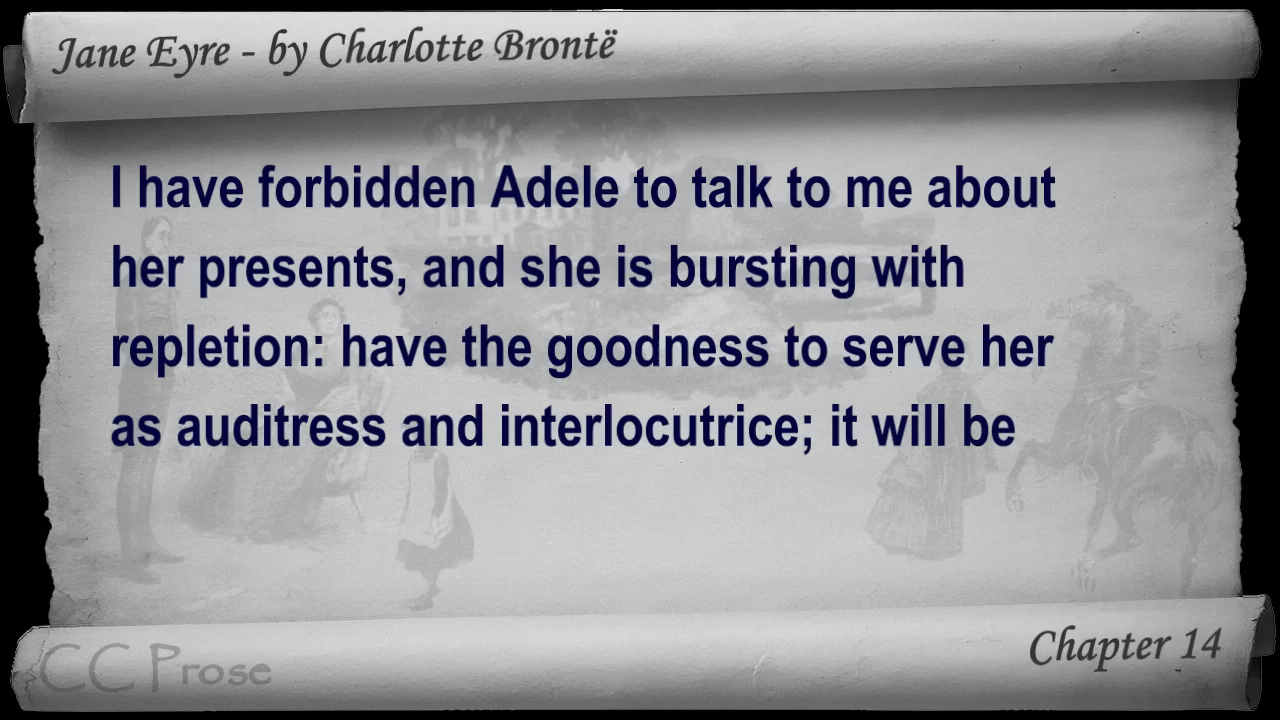 Jane Eyre - by Charlotte Brontë
I have forbidden Adele to talk to me about
her presents, and she is bursting with
repletion: have the goodness to serve her
as auditress and interlocutrice; it will be
CC Prose
Chapter 14